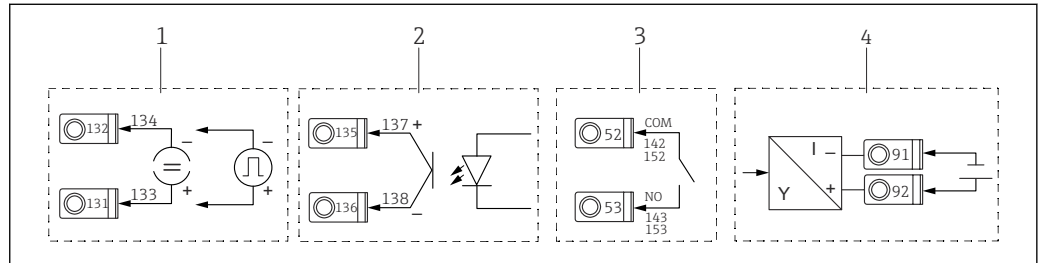 1 2 3 4
132 134 − −
131 133 + +
135 137 +
136 138 −
52 COM
142
152
53 NO
143
153
I − 91
Y + 92